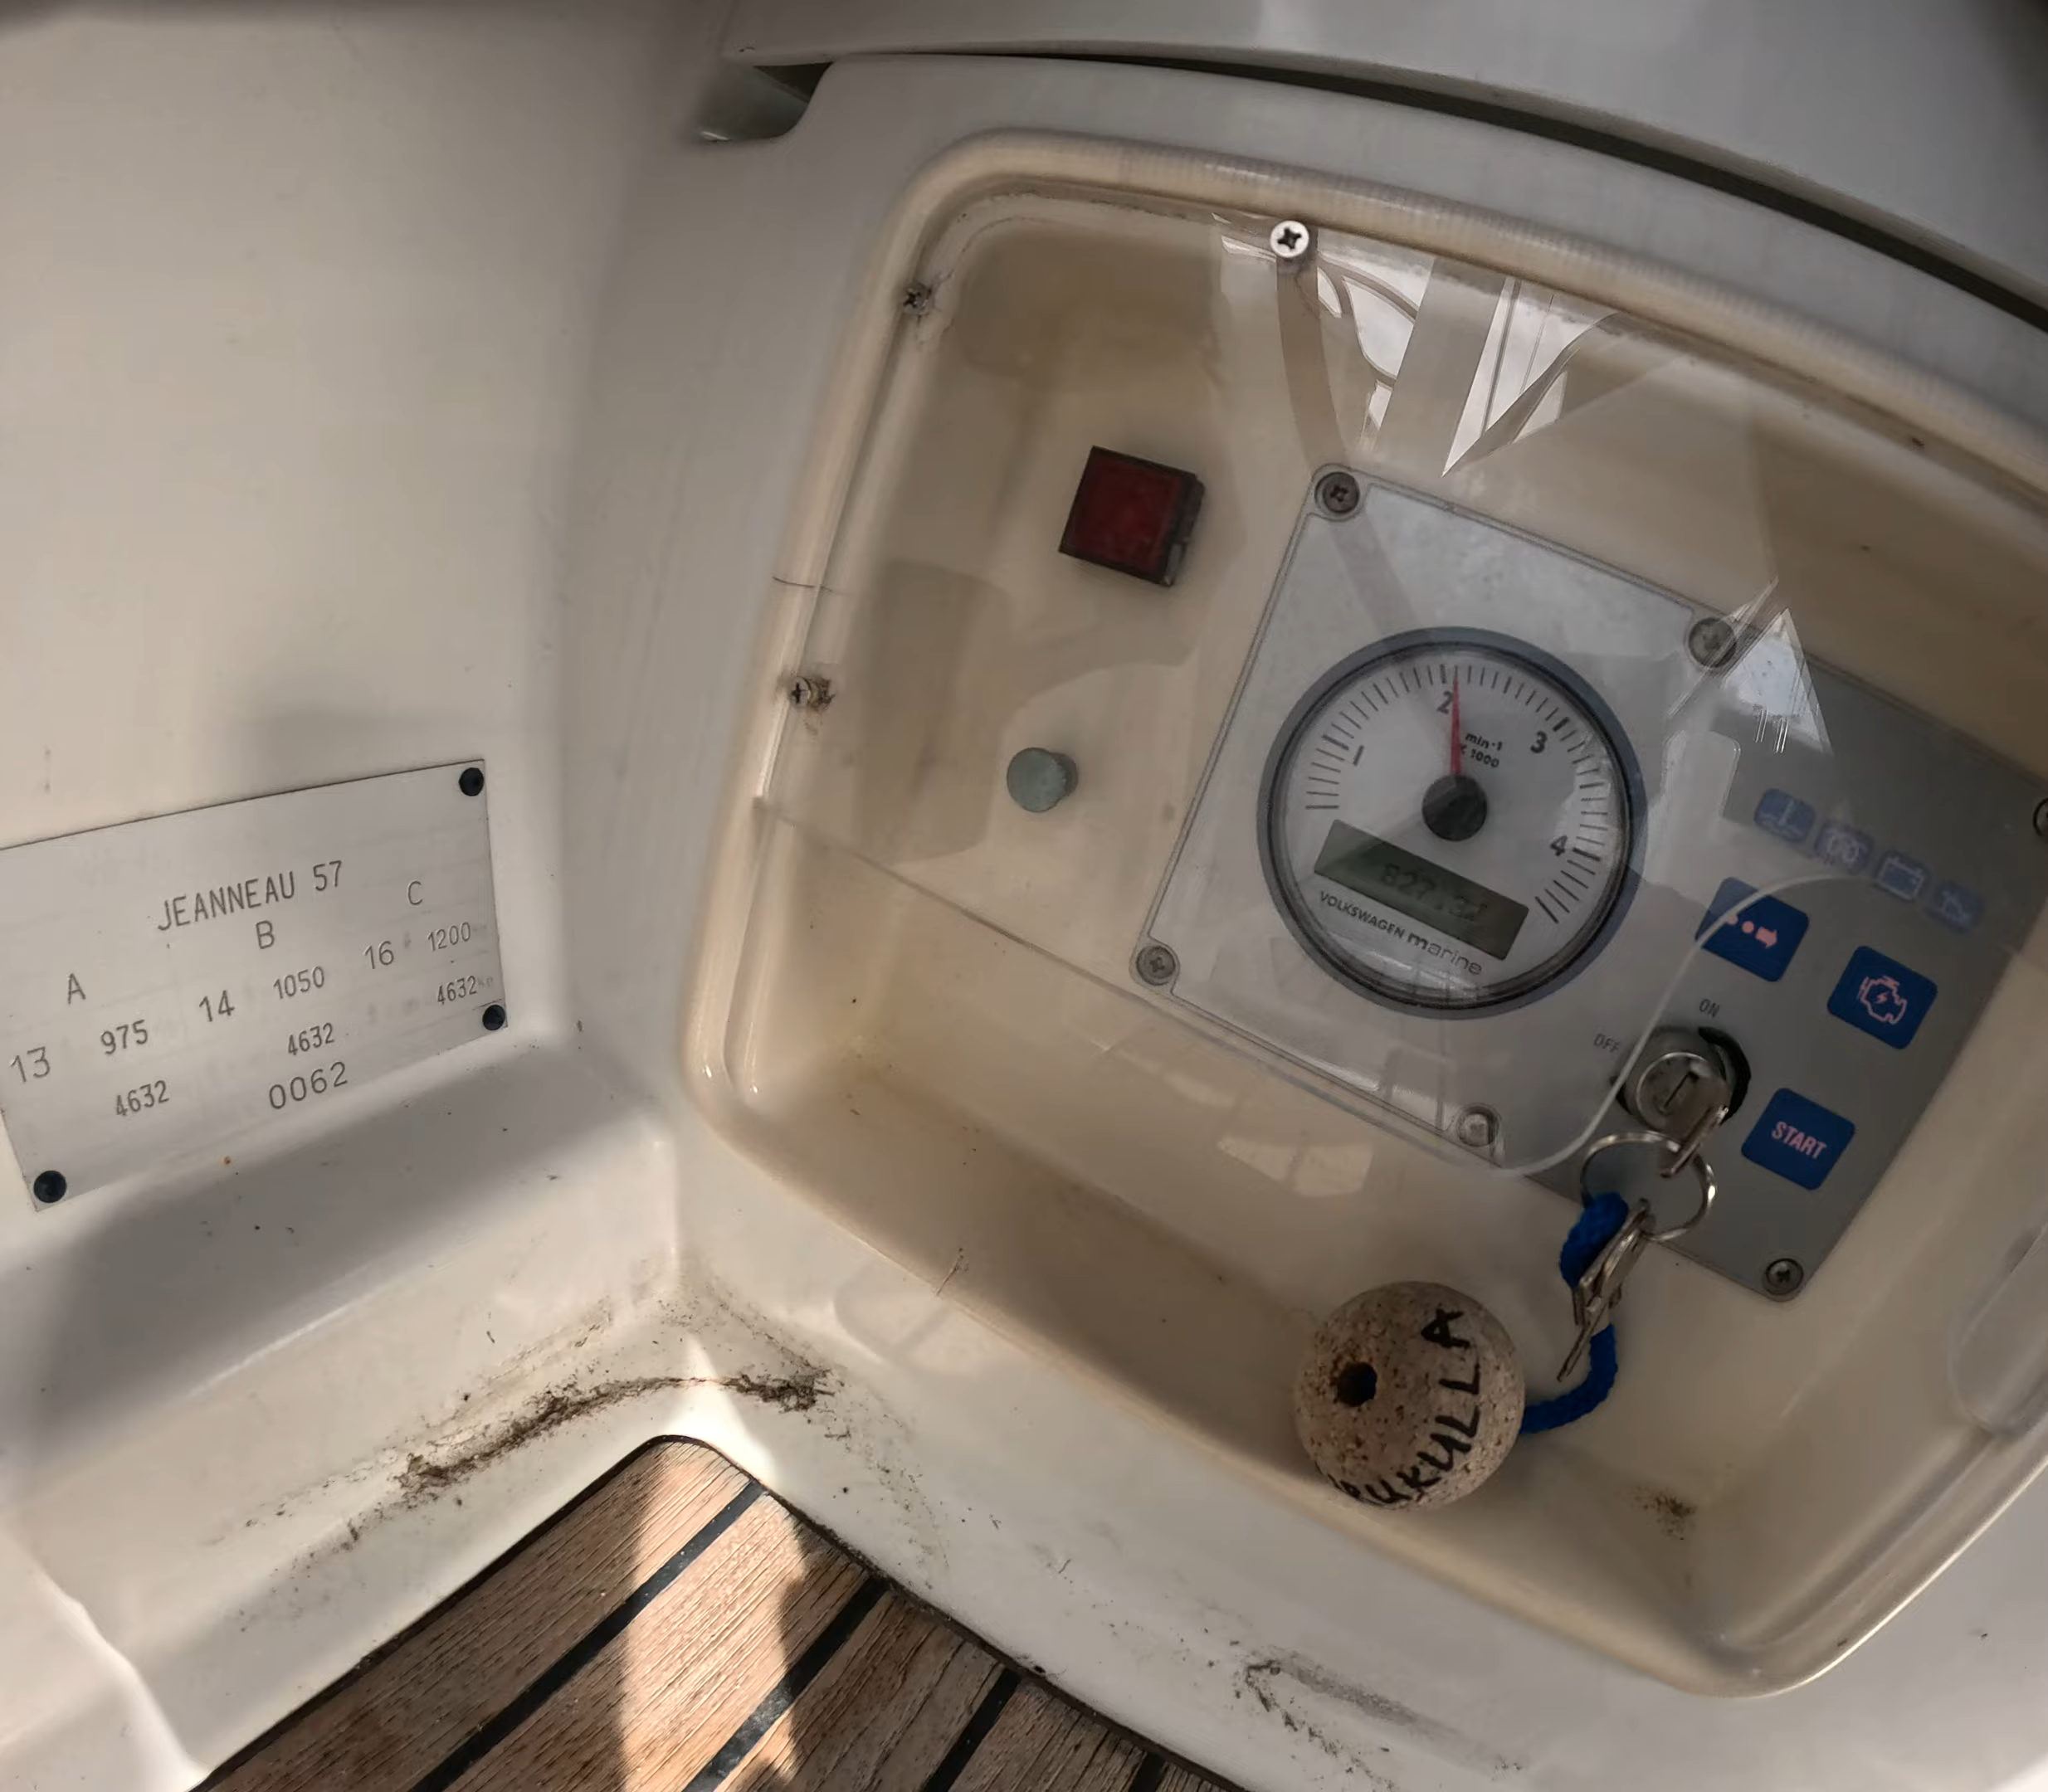 JEANNEAU 57
A B C
13 975 14 1050 16 1200
4632 4632 4632
0062
1
2
3
4
min-1
1000
VOLKSWAGEN marine
ON
OFF
START